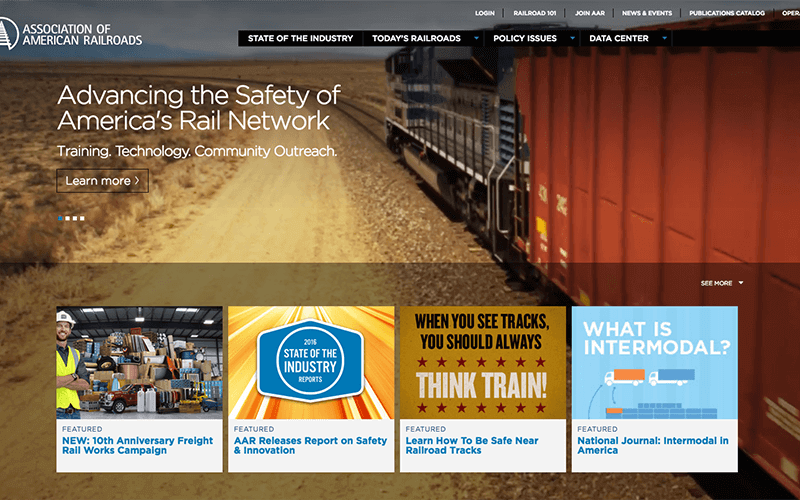 LOGIN
RAILROAD 101
JOIN AAR
NEWS & EVENTS
PUBLICATIONS CATALOG
ASSOCIATION OF
AMERICAN RAILROADS
STATE OF THE INDUSTRY
TODAY'S RAILROADS
POLICY ISSUES
DATA CENTER
Advancing the Safety of
America's Rail Network
Training. Technology. Community Outreach.
Learn more >
SEE MORE
2016
STATE OF THE
INDUSTRY
REPORTS
WHEN YOU SEE TRACKS,
YOU SHOULD ALWAYS
THINK TRAIN!
WHAT IS
INTERMODAL?
FEATURED
NEW: 10th Anniversary Freight
Rail Works Campaign
FEATURED
AAR Releases Report on Safety
& Innovation
FEATURED
Learn How To Be Safe Near
Railroad Tracks
FEATURED
National Journal: Intermodal in
America